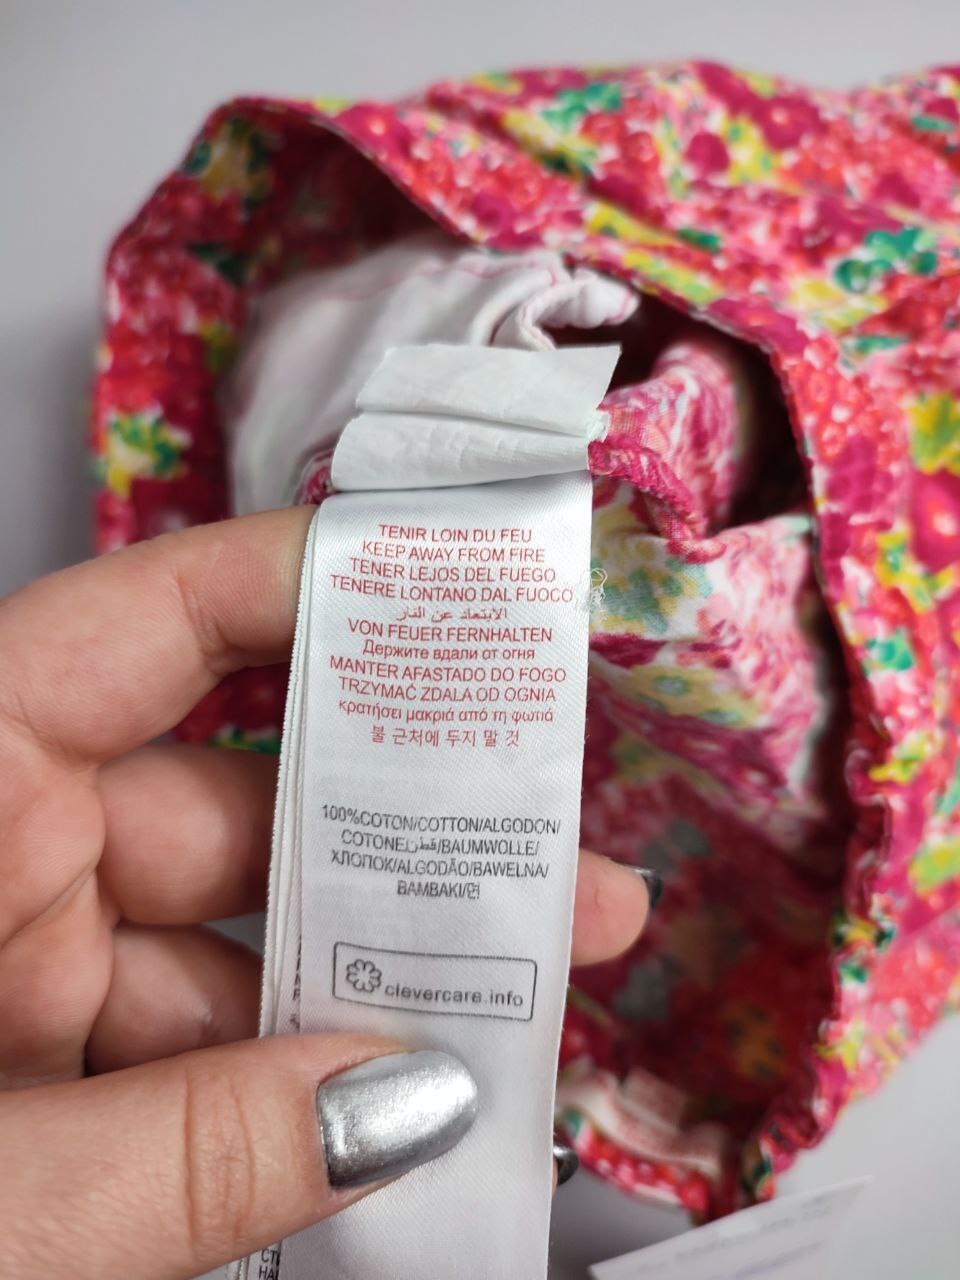 TENIR LOIN DU FEU
KEEP AWAY FROM FIRE
TENER LEJOS DEL FUEGO
TENERE LONTANO DAL FUOCO
الابتعاد عن النار
VON FEUER FERNHALTEN
Держите вдали от огня
MANTER AFASTADO DO FOGO
TRZYMAĆ ZDALA OD OGNIA
κρατήσει μακριά από τη φωτιά
불 근처에 두지 말 것
100%COTON/COTTON/ALGODON/
COTONE/قطن/BAUMWOLLE/
ХЛОПОК/ALGODÃO/BAWELNA/
BAMBAKI/면
clevercare.info